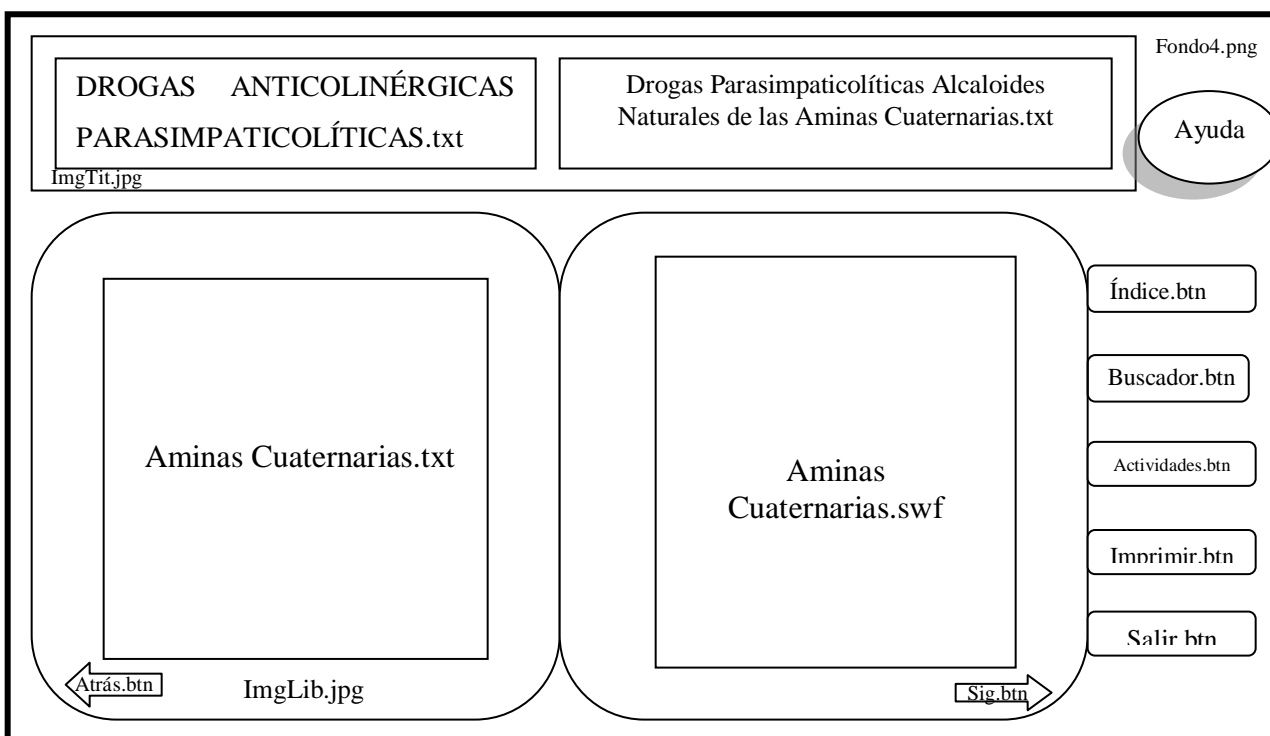 Fondo4.png
DROGAS ANTICOLINÉRGICAS
PARASIMPATICOLÍTICAS.txt
Drogas Parasimpaticolíticas Alcaloides
Naturales de las Aminas Cuaternarias.txt
Ayuda
ImgTit.jpg
Aminas Cuaternarias.txt
Aminas
Cuaternarias.swf
Índice.btn
Buscador.btn
Actividades.btn
Imprimir.btn
Salir.btn
Atrás.btn
ImgLib.jpg
Sig.btn